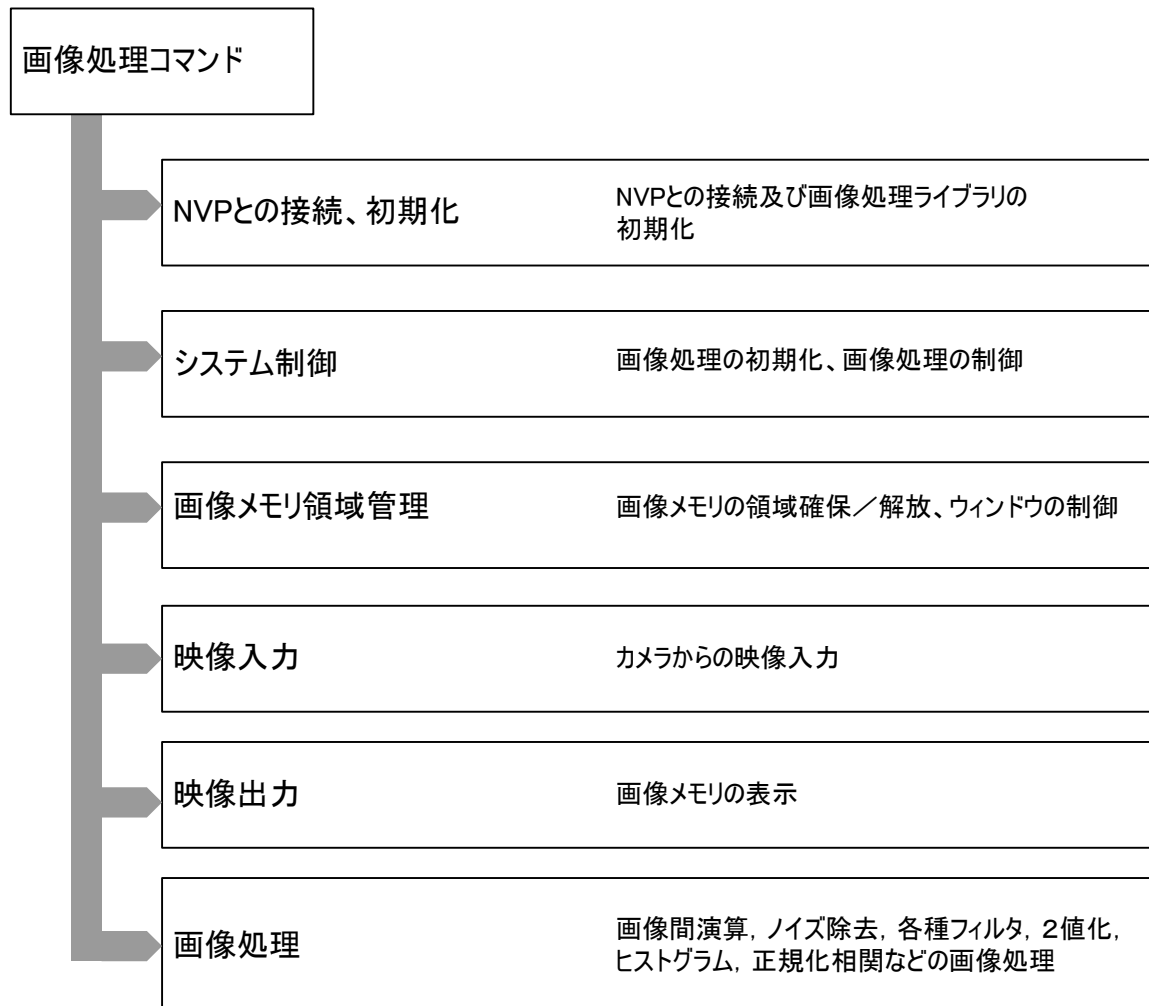 画像処理コマンド
NVPとの接続、初期化
NVPとの接続及び画像処理ライブラリの
初期化
システム制御
画像処理の初期化、画像処理の制御
画像メモリ領域管理
画像メモリの領域確保／解放、ウィンドウの制御
映像入力
カメラからの映像入力
映像出力
画像メモリの表示
画像処理
画像間演算, ノイズ除去, 各種フィルタ, ２値化,
ヒストグラム, 正規化相関などの画像処理